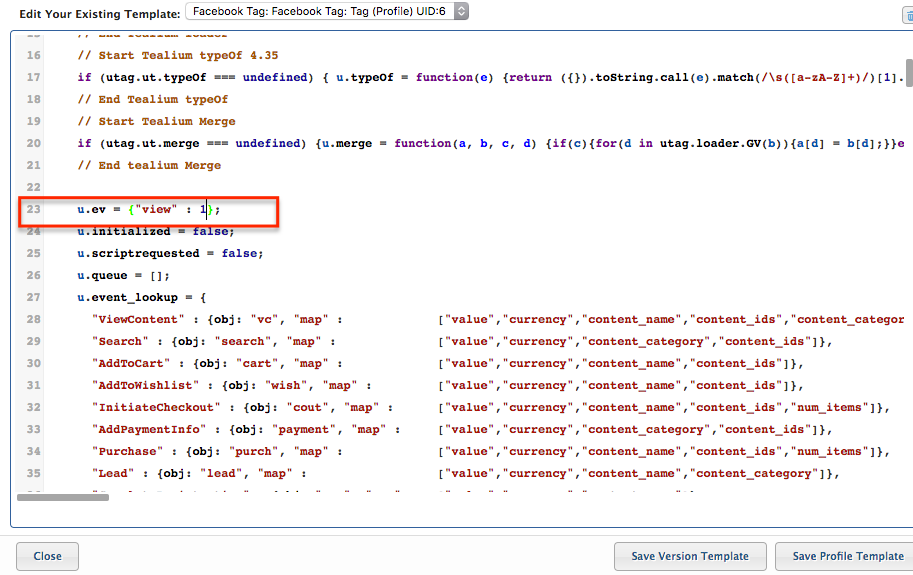 Edit Your Existing Template: Facebook Tag: Facebook Tag: Tag (Profile) UID:6
16 // Start Tealium typeOf 4.35
17 if (utag.ut.typeOf === undefined) { u.typeOf = function(e) {return ({}).toString.call(e).match(/\s([a-zA-Z]+)/)[1].
18 // End Tealium typeOf
19 // Start Tealium Merge
20 if (utag.ut.merge === undefined) {u.merge = function(a, b, c, d) {if(c){for(d in utag.loader.GV(b)){a[d] = b[d];}}e
21 // End tealium Merge
22
23 u.ev = {"view" : 1};
24 u.initialized = false;
25 u.scriptrequested = false;
26 u.queue = [];
27 u.event_lookup = {
28 "ViewContent" : {obj: "vc", "map" : ["value","currency","content_name","content_ids","content_categor
29 "Search" : {obj: "search", "map" : ["value","currency","content_category","content_ids"]},
30 "AddToCart" : {obj: "cart", "map" : ["value","currency","content_name","content_ids"]},
31 "AddToWishlist" : {obj: "wish", "map" : ["value","currency","content_name","content_ids"]},
32 "InitiateCheckout" : {obj: "cout", "map" : ["value","currency","content_name","content_ids","num_items"]},
33 "AddPaymentInfo" : {obj: "payment", "map" : ["value","currency","content_category","content_ids"]},
34 "Purchase" : {obj: "purch", "map" : ["value","currency","content_name","content_ids","num_items"]},
35 "Lead" : {obj: "lead", "map" : ["value","currency","content_name","content_category"]},
Close Save Version Template Save Profile Template